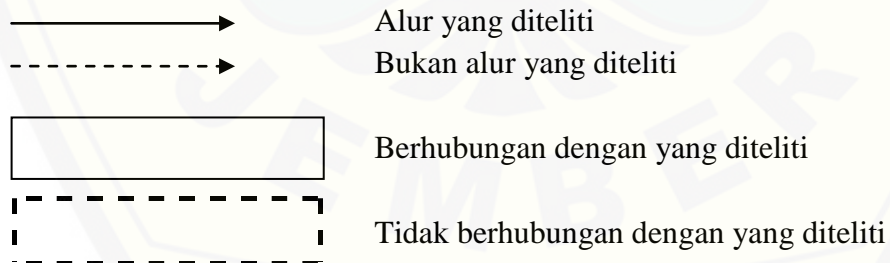 Alur yang diteliti
Bukan alur yang diteliti
Berhubungan dengan yang diteliti
Tidak berhubungan dengan yang diteliti